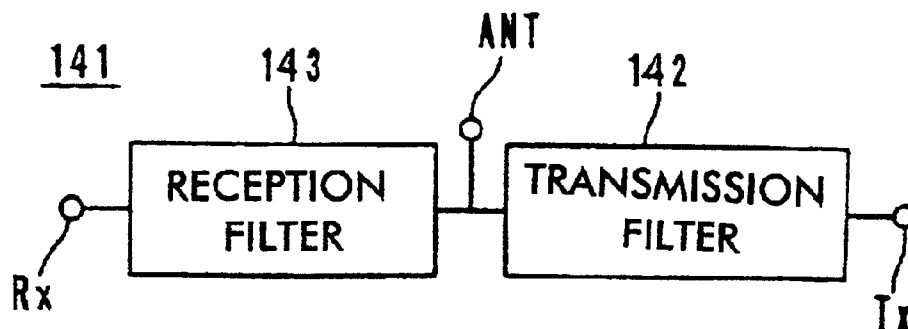 ANT
141
143
142
RECEPTION
FILTER
TRANSMISSION
FILTER
Rx
Tx